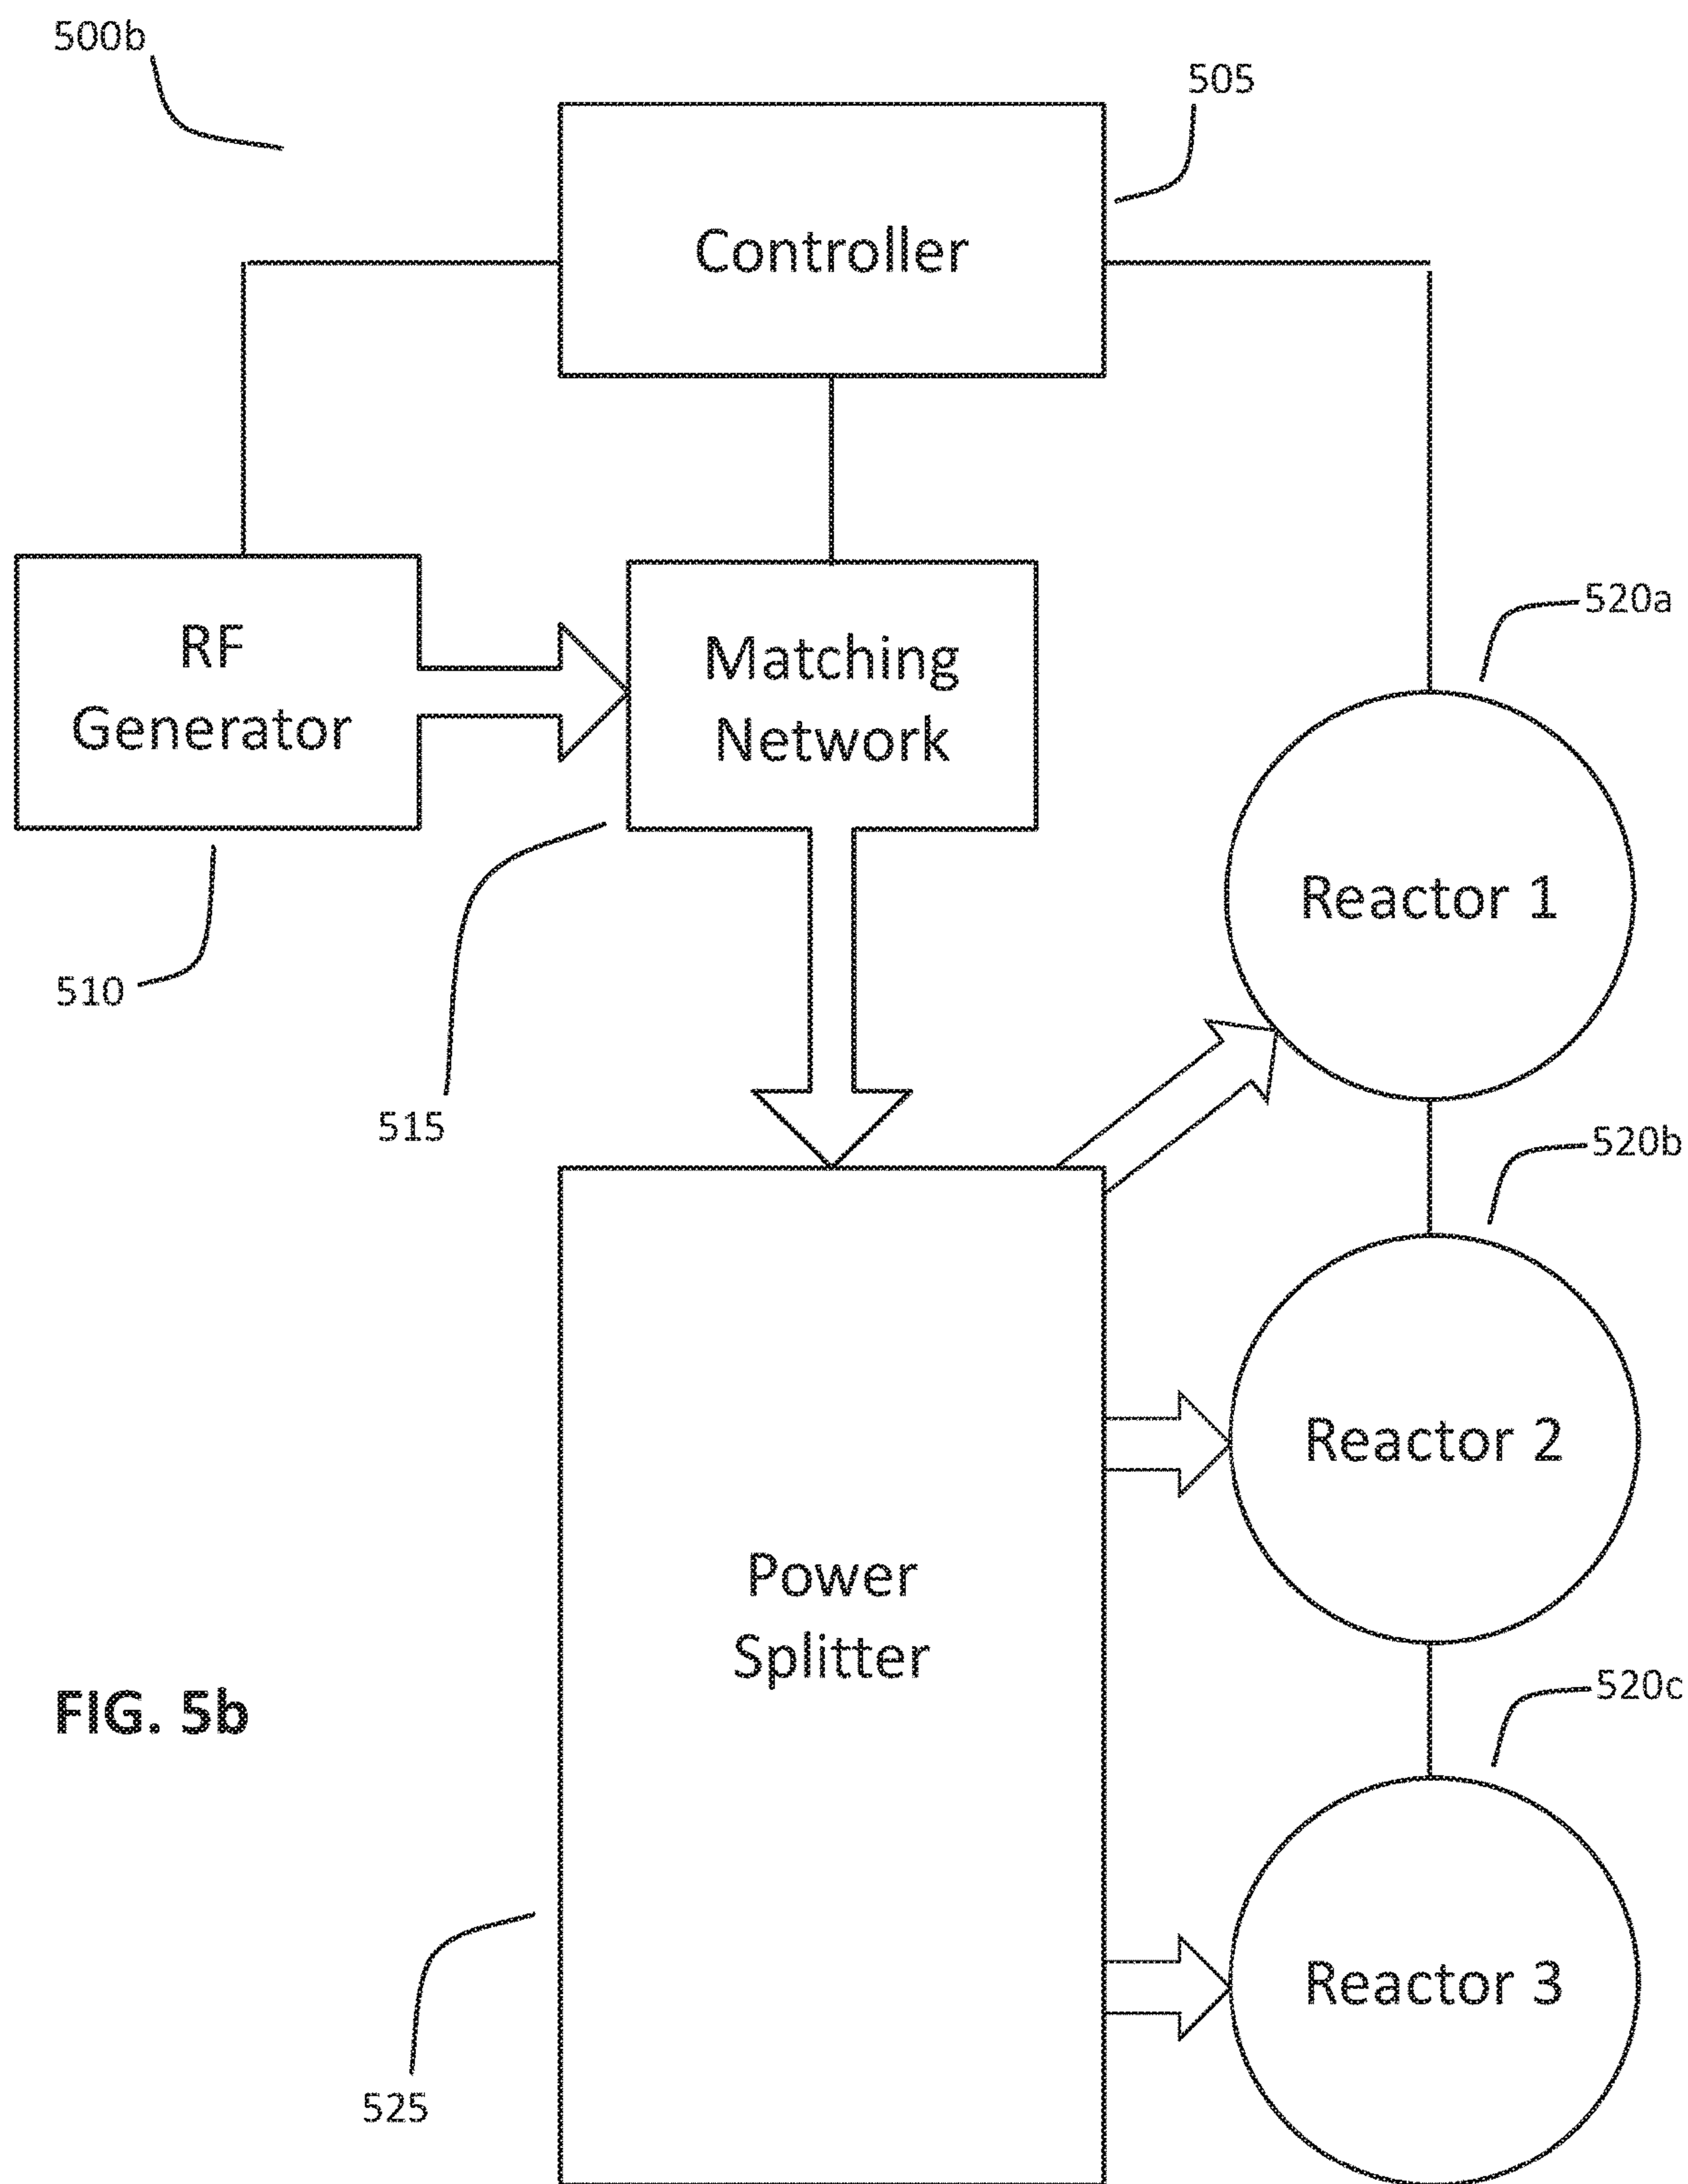 500b
505
Controller
RF
Generator
Matching
Network
520a
Reactor 1
510
515
520b
Reactor 2
Power
Splitter
520c
FIG. 5b
Reactor 3
525